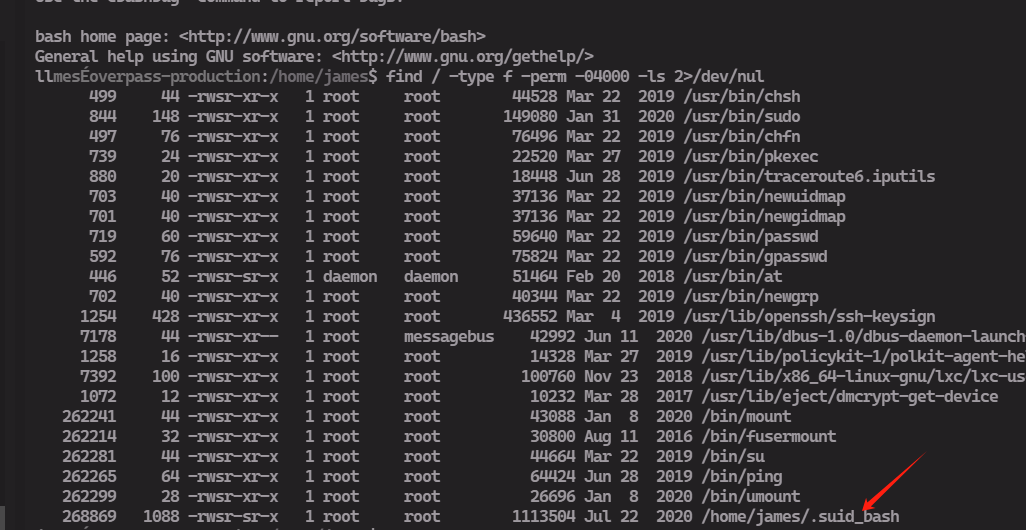 bash home page: <http://www.gnu.org/software/bash>
General help using GNU software: <http://www.gnu.org/gethelp/>
llmesÉoverpass-production:/home/james$ find / -type f -perm -04000 -ls 2>/dev/nul
499 44 -rwsr-xr-x 1 root root 44528 Mar 22 2019 /usr/bin/chsh
844 148 -rwsr-xr-x 1 root root 149080 Jan 31 2020 /usr/bin/sudo
497 76 -rwsr-xr-x 1 root root 76496 Mar 22 2019 /usr/bin/chfn
739 24 -rwsr-xr-x 1 root root 22520 Mar 27 2019 /usr/bin/pkexec
880 20 -rwsr-xr-x 1 root root 18448 Jun 28 2019 /usr/bin/traceroute6.iputils
703 40 -rwsr-xr-x 1 root root 37136 Mar 22 2019 /usr/bin/newuidmap
701 40 -rwsr-xr-x 1 root root 37136 Mar 22 2019 /usr/bin/newgidmap
719 60 -rwsr-xr-x 1 root root 59640 Mar 22 2019 /usr/bin/passwd
592 76 -rwsr-xr-x 1 root root 75824 Mar 22 2019 /usr/bin/gpasswd
446 52 -rwsr-sr-x 1 daemon daemon 51464 Feb 20 2018 /usr/bin/at
702 40 -rwsr-xr-x 1 root root 40344 Mar 22 2019 /usr/bin/newgrp
1254 428 -rwsr-xr-x 1 root root 436552 Mar 4 2019 /usr/lib/openssh/ssh-keysign
7178 44 -rwsr-xr-- 1 root messagebus 42992 Jun 11 2020 /usr/lib/dbus-1.0/dbus-daemon-launch
1258 16 -rwsr-xr-x 1 root root 14328 Mar 27 2019 /usr/lib/policykit-1/polkit-agent-he
7392 100 -rwsr-xr-x 1 root root 100760 Nov 23 2018 /usr/lib/x86_64-linux-gnu/lxc/lxc-us
1072 12 -rwsr-xr-x 1 root root 10232 Mar 28 2017 /usr/lib/eject/dmcrypt-get-device
262241 44 -rwsr-xr-x 1 root root 43088 Jan 8 2020 /bin/mount
262214 32 -rwsr-xr-x 1 root root 30800 Aug 11 2016 /bin/fusermount
262281 44 -rwsr-xr-x 1 root root 44664 Mar 22 2019 /bin/su
262265 64 -rwsr-xr-x 1 root root 64424 Jun 28 2019 /bin/ping
262299 28 -rwsr-xr-x 1 root root 26696 Jan 8 2020 /bin/umount
268869 1088 -rwsr-sr-x 1 root root 1113504 Jul 22 2020 /home/james/.suid_bash